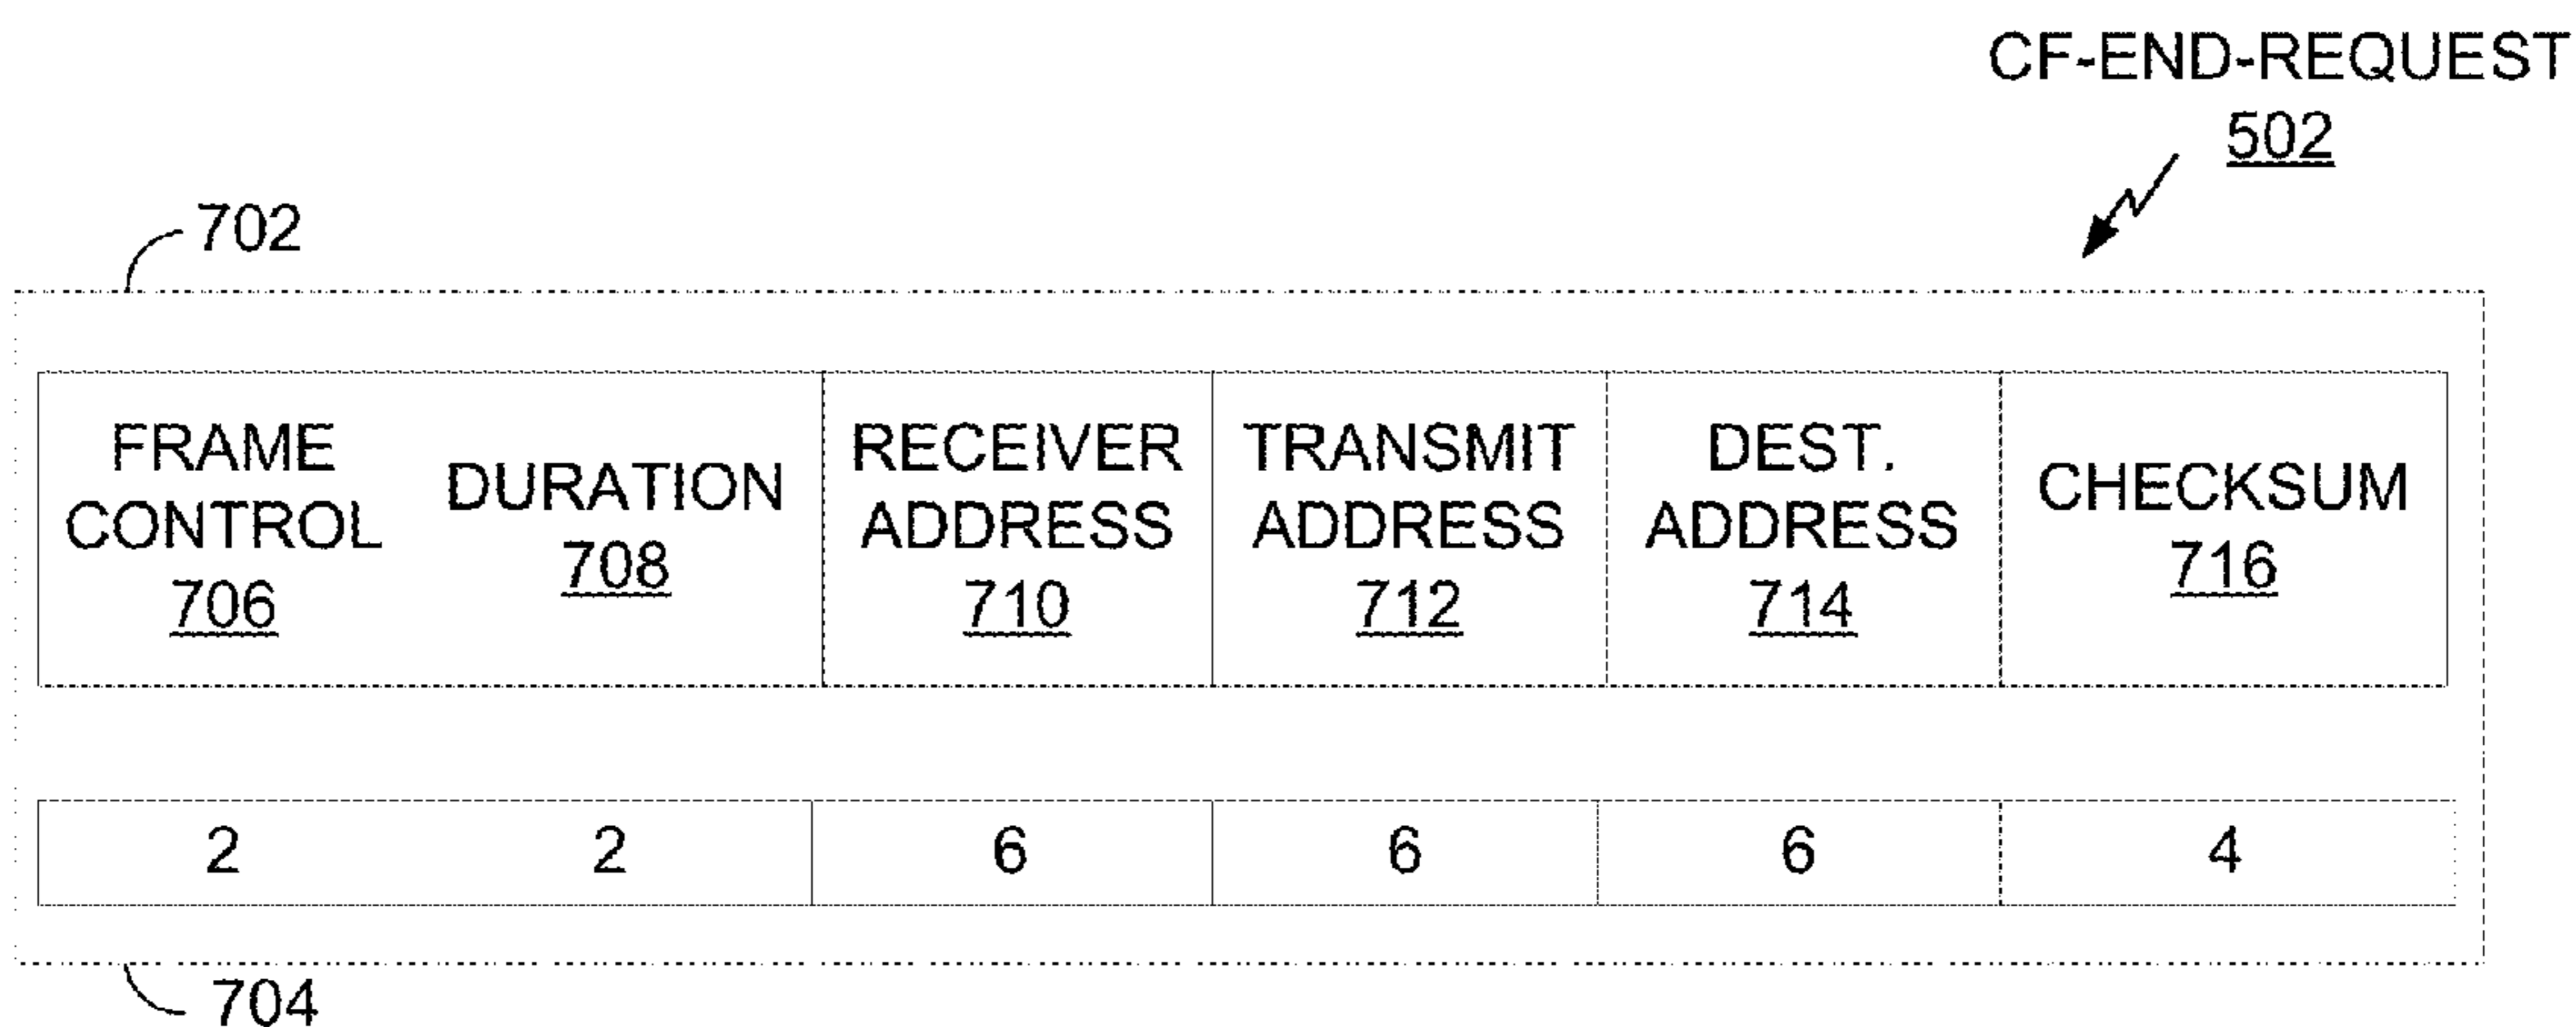 CF-END-REQUEST
502
702
FRAME CONTROL 706
DURATION 708
RECEIVER ADDRESS 710
TRANSMIT ADDRESS 712
DEST. ADDRESS 714
CHECKSUM 716
2 2 6 6 6 4
704